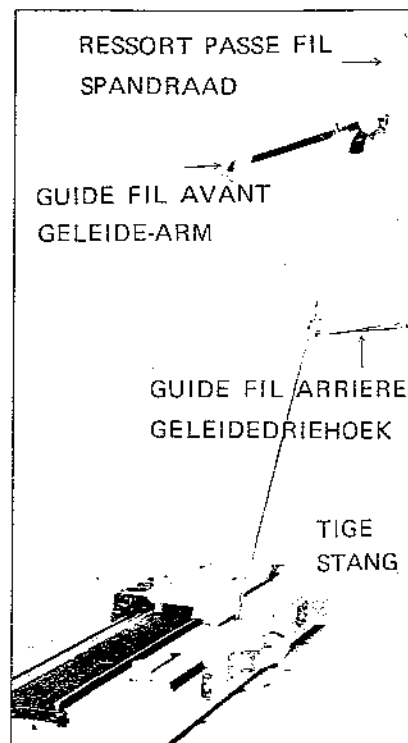 RESSORT PASSE FIL
SPANDRAAD
GUIDE FIL AVANT
GELEIDE-ARM
GUIDE FIL ARRIERE
GELEIDEDRIEHOEK
TIGE
STANG